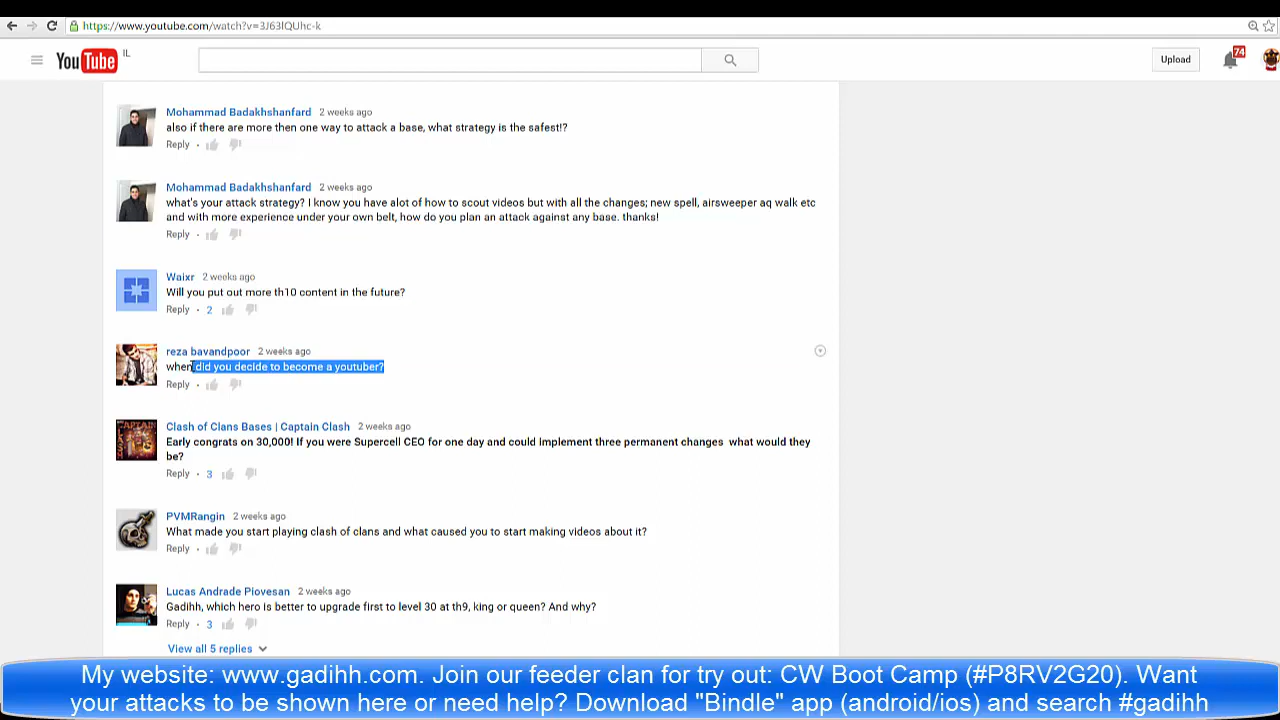 https://www.youtube.com/watch?v=3J63lQUhc-k
YouTube IL
Upload
74
Mohammad Badakhshanfard 2 weeks ago
also if there are more then one way to attack a base, what strategy is the safest!?
Reply •
Mohammad Badakhshanfard 2 weeks ago
what's your attack strategy? I know you have alot of how to scout videos but with all the changes; new spell, airsweeper aq walk etc
and with more experience under your own belt, how do you plan an attack against any base. thanks!
Reply •
Waixr 2 weeks ago
Will you put out more th10 content in the future?
Reply • 2
reza bavandpoor 2 weeks ago
when did you decide to become a youtuber?
Reply •
Clash of Clans Bases | Captain Clash 2 weeks ago
Early congrats on 30,000! If you were Supercell CEO for one day and could implement three permanent changes what would they
be?
Reply • 3
PVMRangin 2 weeks ago
What made you start playing clash of clans and what caused you to start making videos about it?
Reply •
Lucas Andrade Piovesan 2 weeks ago
Gadihh, which hero is better to upgrade first to level 30 at th9, king or queen? And why?
Reply • 3
View all 5 replies
My website: www.gadihh.com. Join our feeder clan for try out: CW Boot Camp (#P8RV2G20). Want
your attacks to be shown here or need help? Download "Bindle" app (android/ios) and search #gadihh